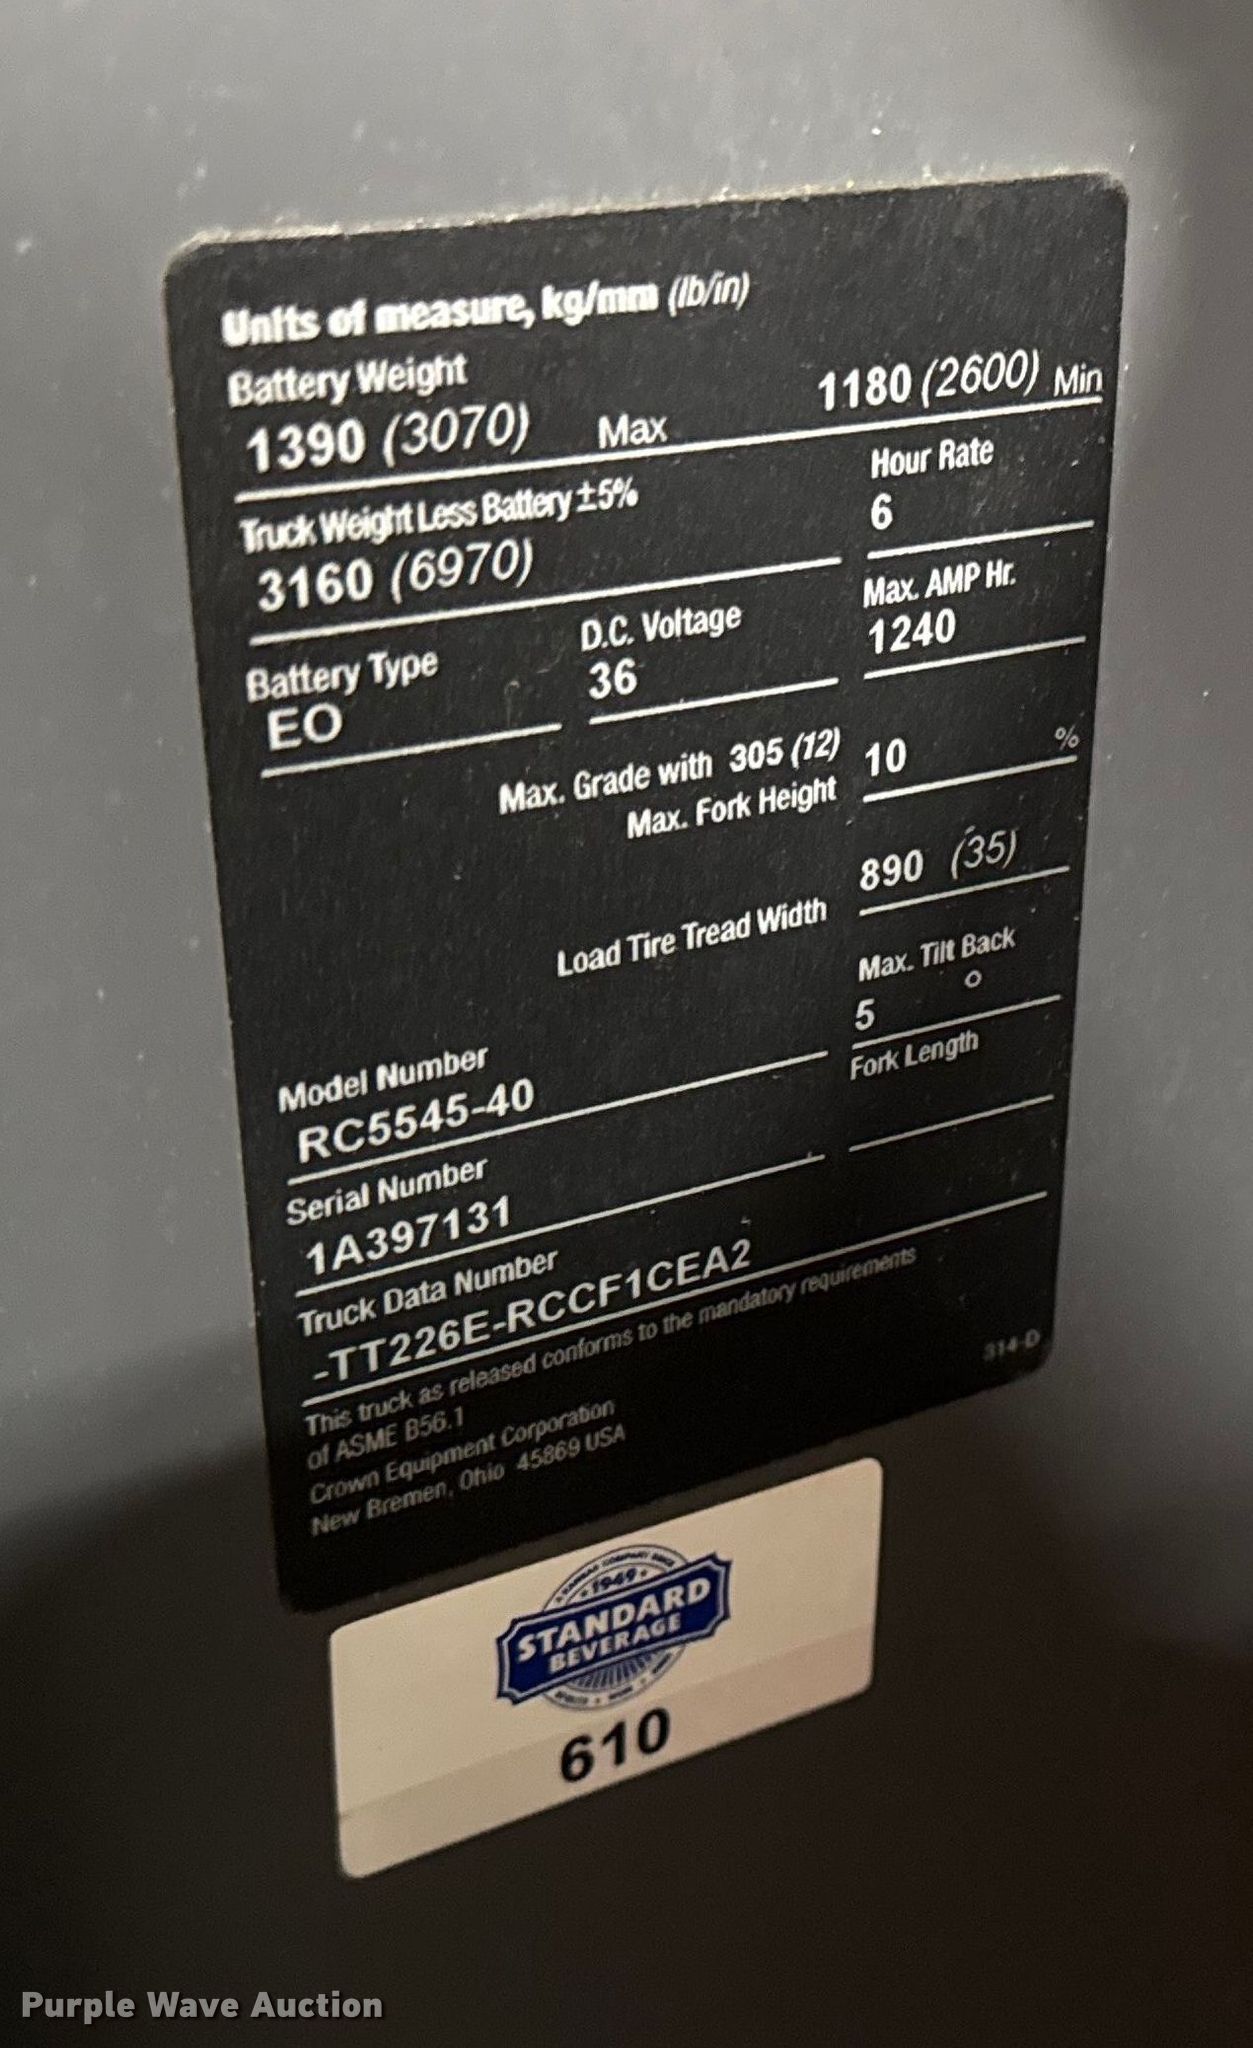 Units of measure, kg/mm (lb/in)
Battery Weight
1390 (3070) Max 1180 (2600) Min
Truck Weight Less Battery ±5%
3160 (6970)
Hour Rate
6
Battery Type
EO
D.C. Voltage
36
Max. AMP Hr.
1240
Max. Grade with 305 (12)
Max. Fork Height
10 %
Load Tire Tread Width
890 (35)
Max. Tilt Back
5 °
Model Number
RC5545-40
Fork Length
Serial Number
1A397131
Truck Data Number
-TT226E-RCCF1CEA2
This truck as released conforms to the mandatory requirements
of ASME B56.1
Crown Equipment Corporation
New Bremen, Ohio 45869 USA
314-D
1949
STANDARD
BEVERAGE
610
Purple Wave Auction